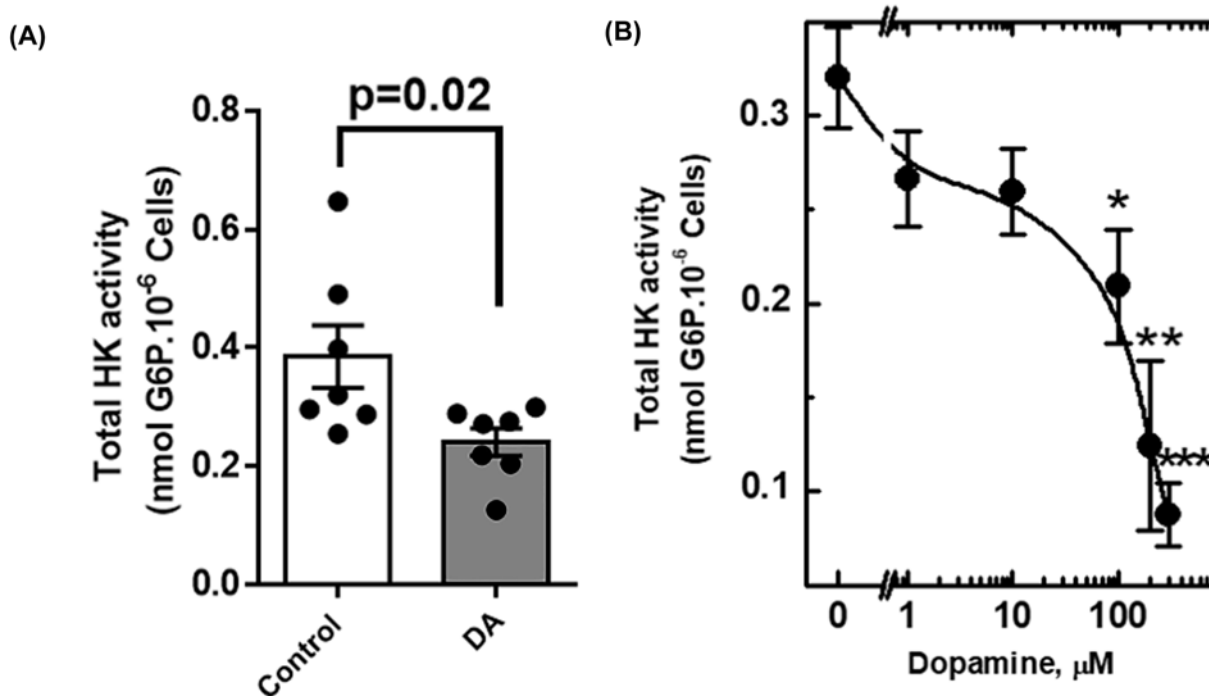 (A)
p=0.02
Total HK activity
(nmol G6P.10⁻⁶ Cells)
0.8
0.6
0.4
0.2
0.0
Control
DA
(B)
Total HK activity
(nmol G6P.10⁻⁶ Cells)
0.3
0.2
0.1
*
**
***
0
1
10
100
Dopamine, μM